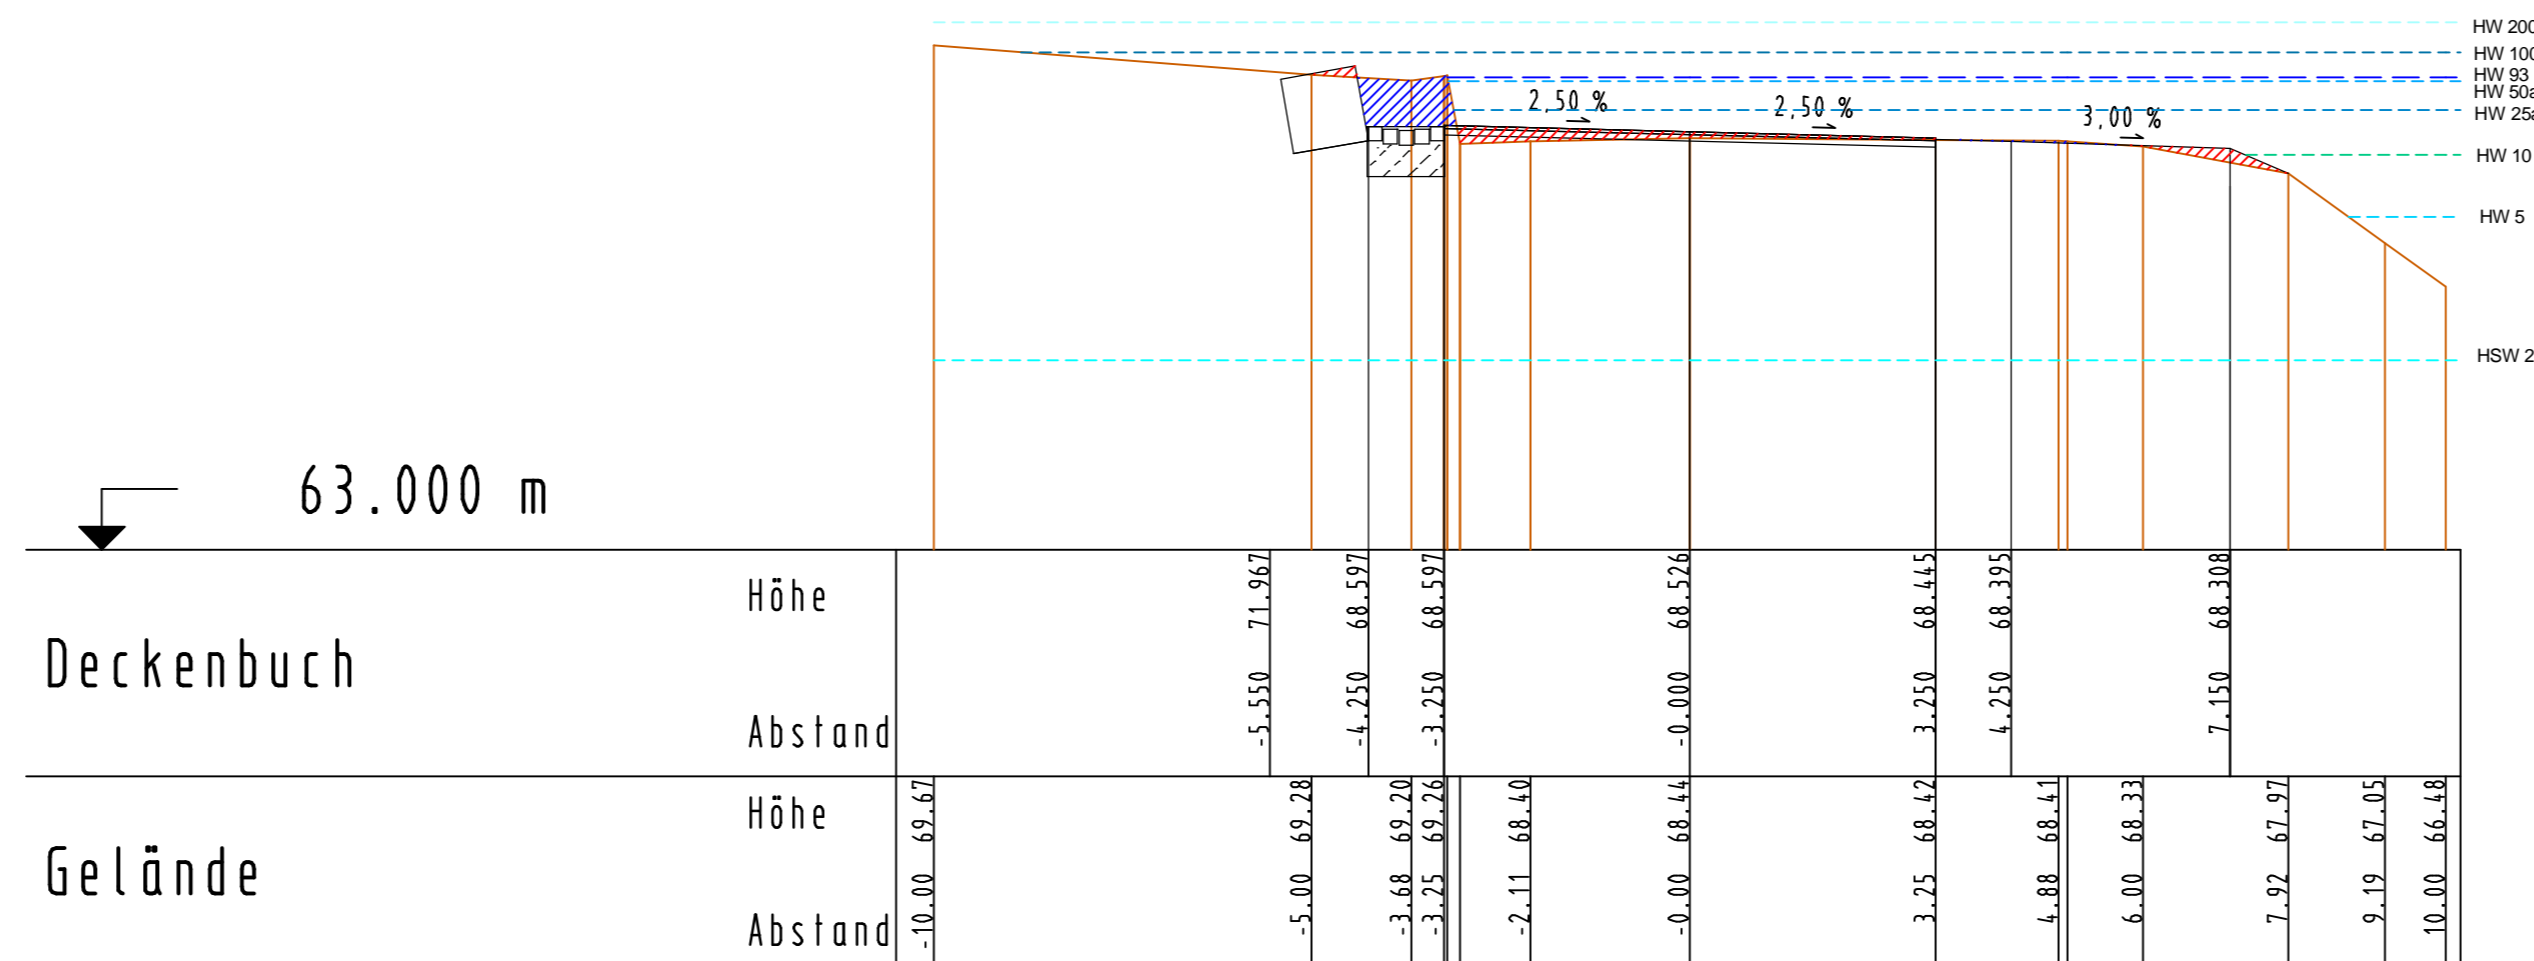 HW 200
HW 100
HW 93
HW 50a
HW 25a
2,50 %
2,50 %
3,00 %
HW 10
HW 5
HSW 2
63.000 m
Deckenbuch
Höhe
71.967 68.597 68.597 68.526 68.445 68.395 68.308
Abstand
-5.550 -4.250 -3.250 -0.000 3.250 4.250 7.150
Gelände
Höhe
69.67 69.28 69.20 69.26 68.40 68.44 68.42 68.41 68.33 67.97 67.05 66.48
Abstand
-10.00 -5.00 -3.68 -3.25 -2.11 -0.00 3.25 4.88 6.00 7.92 9.19 10.00